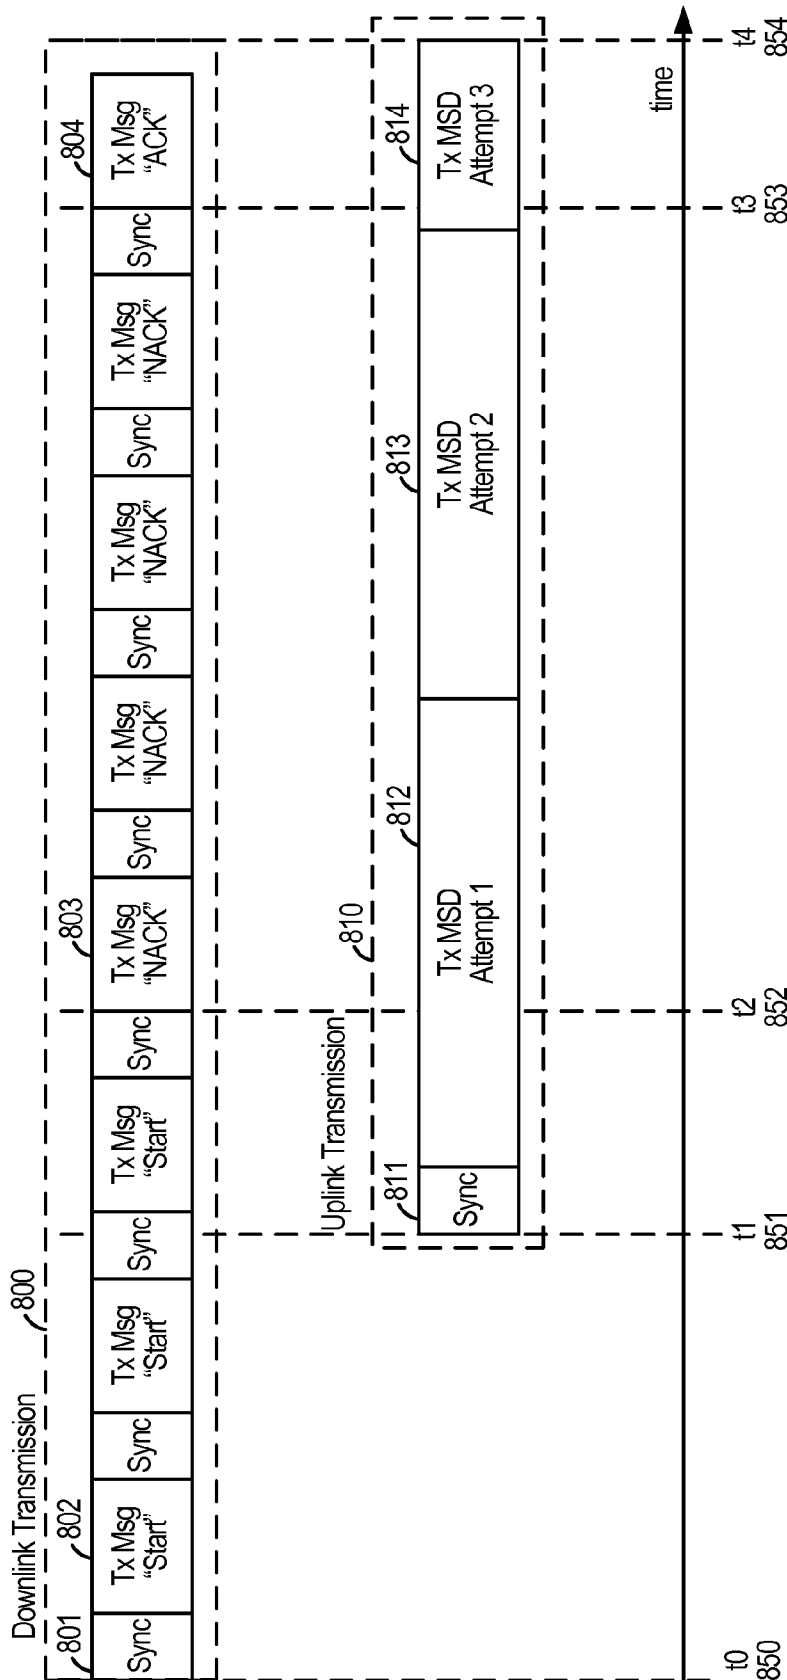 Downlink Transmission
800
801
802
803
804
Sync
Tx Msg
“Start”
Sync
Tx Msg
“Start”
Sync
Tx Msg
“Start”
Sync
Tx Msg
“NACK”
Sync
Tx Msg
“NACK”
Sync
Tx Msg
“NACK”
Sync
Tx Msg
“NACK”
Sync
Tx Msg
“ACK”
Uplink Transmission
810
811
812
813
814
Sync
Tx MSD
Attempt 1
Tx MSD
Attempt 2
Tx MSD
Attempt 3
time
t0
850
t1
851
t2
852
t3
853
t4
854